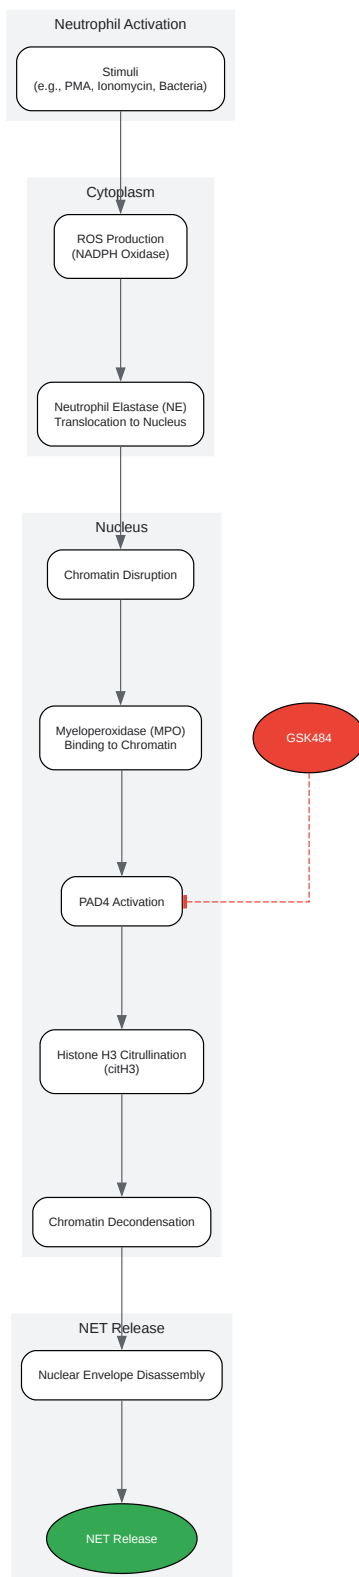 Neutrophil Activation
Stimuli
(e.g., PMA, Ionomycin, Bacteria)
Cytoplasm
ROS Production
(NADPH Oxidase)
Neutrophil Elastase (NE)
Translocation to Nucleus
Nucleus
Chromatin Disruption
Myeloperoxidase (MPO)
Binding to Chromatin
GSK484
PAD4 Activation
Histone H3 Citrullination
(citH3)
Chromatin Decondensation
NET Release
Nuclear Envelope Disassembly
NET Release